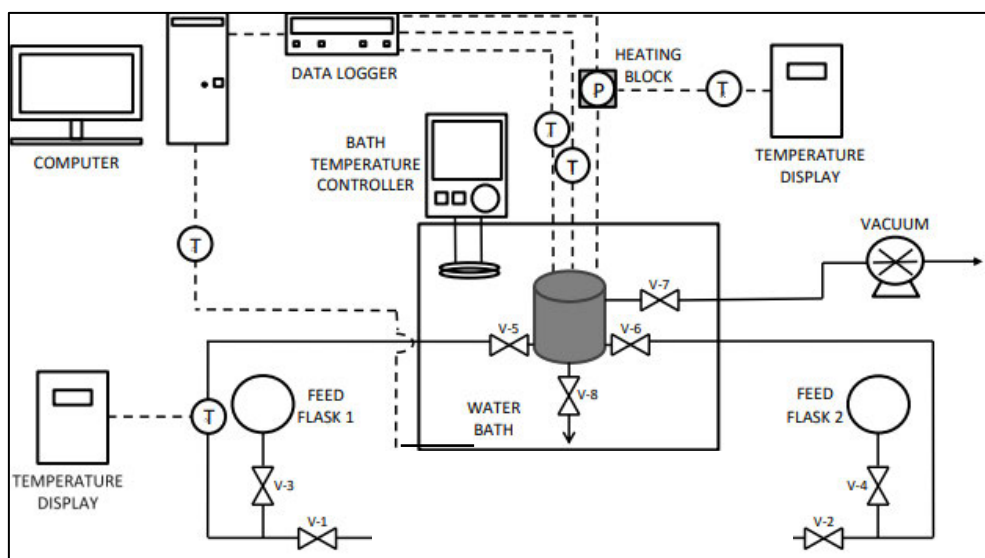 DATA LOGGER
HEATING
BLOCK
P
T
T
T
COMPUTER
BATH
TEMPERATURE
CONTROLLER
TEMPERATURE
DISPLAY
T
VACUUM
V-7
V-5
V-6
V-8
WATER
BATH
FEED
FLASK 1
T
FEED
FLASK 2
TEMPERATURE
DISPLAY
V-3
V-1
V-4
V-2